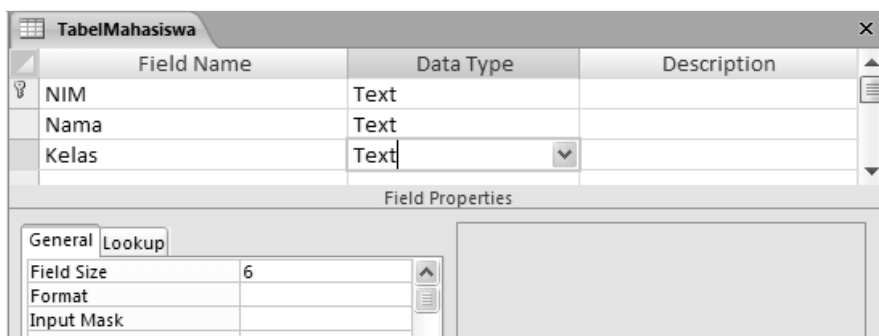 TabelMahasiswa
Field Name Data Type Description
NIM Text
Nama Text
Kelas Text
Field Properties
General Lookup
Field Size 6
Format
Input Mask